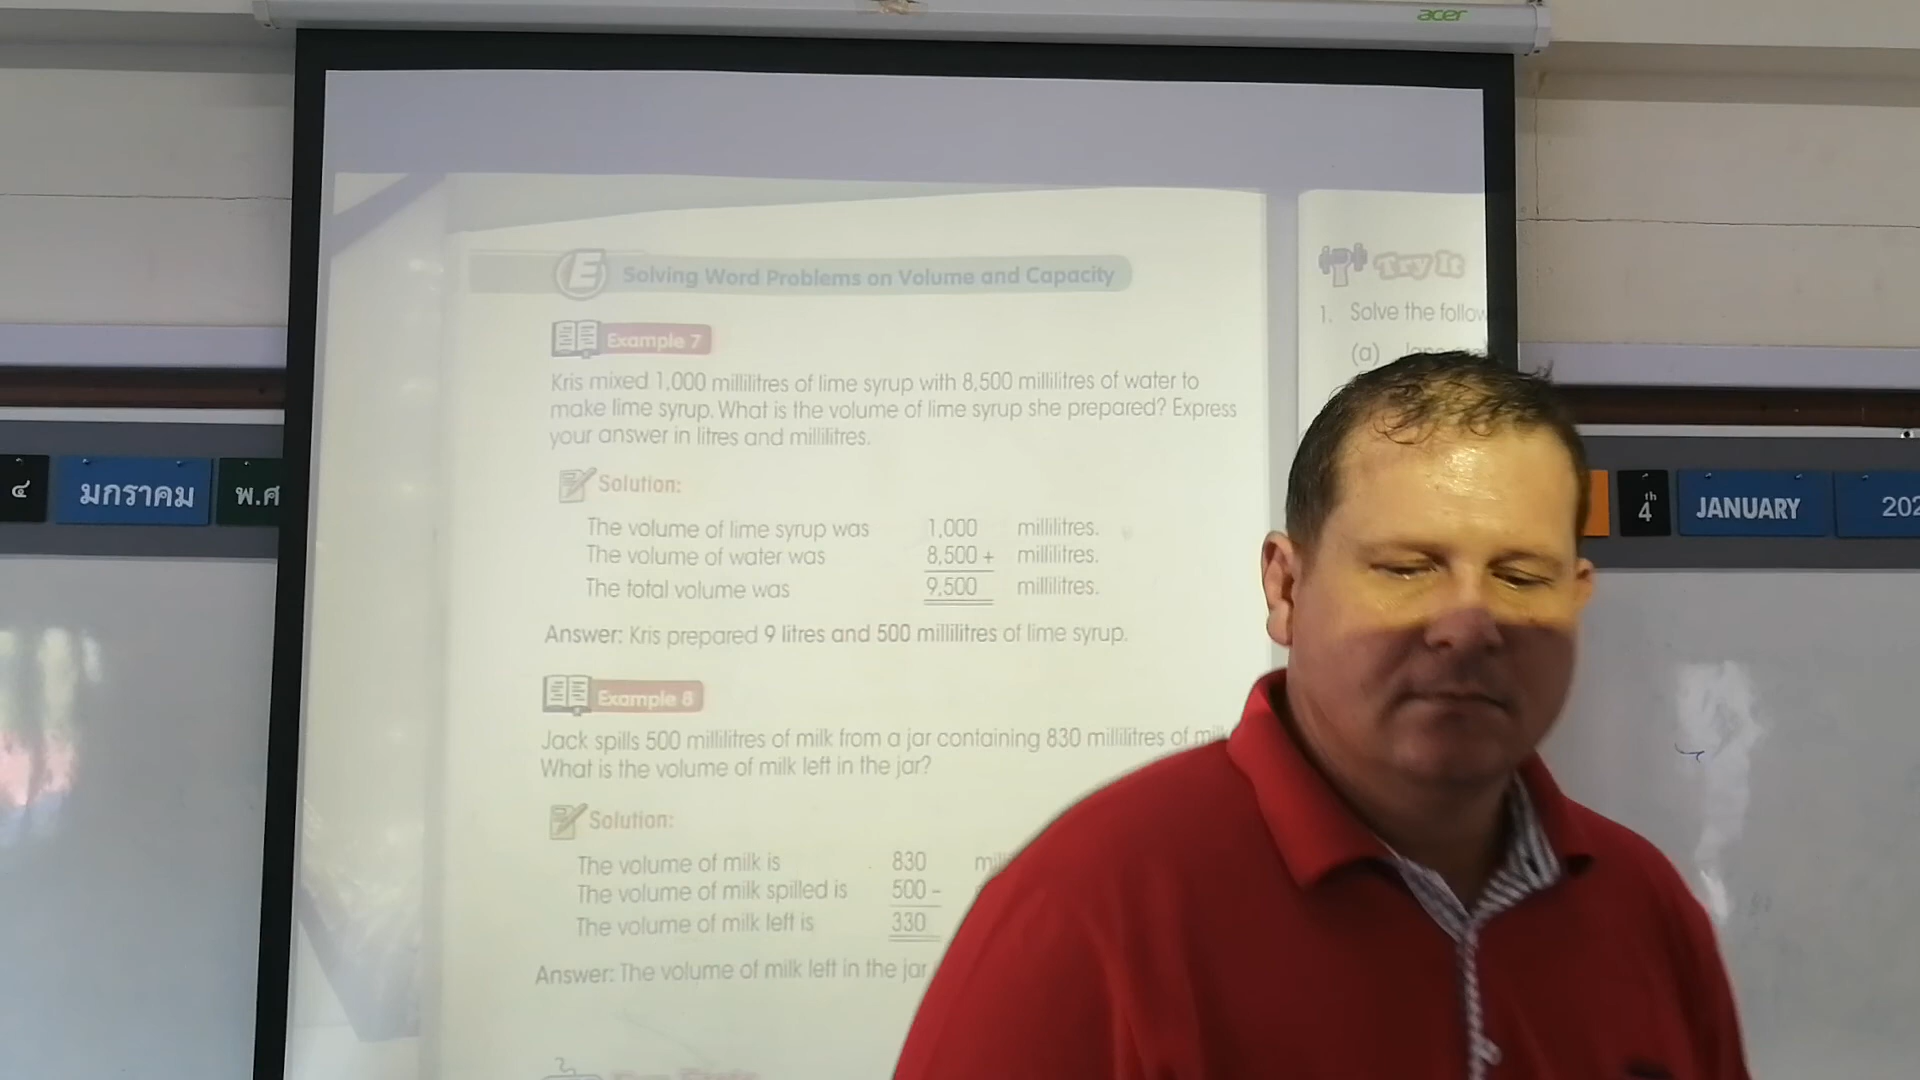 acer
E Solving Word Problems on Volume and Capacity
Example 7
Kris mixed 1,000 millilitres of lime syrup with 8,500 millilitres of water to
make lime syrup. What is the volume of lime syrup she prepared? Express
your answer in litres and millilitres.
Solution:
The volume of lime syrup was 1,000 millilitres.
The volume of water was 8,500 + millilitres.
The total volume was 9,500 millilitres.
Answer: Kris prepared 9 litres and 500 millilitres of lime syrup.
Example 8
Jack spills 500 millilitres of milk from a jar containing 830 millilitres of
What is the volume of milk left in the jar?
Solution:
The volume of milk is 830
The volume of milk spilled is 500 -
The volume of milk left is 330
Answer: The volume of milk left in the jar
Try It
1. Solve the
(a)
๔ มกราคม พ.ศ
4th JANUARY 202